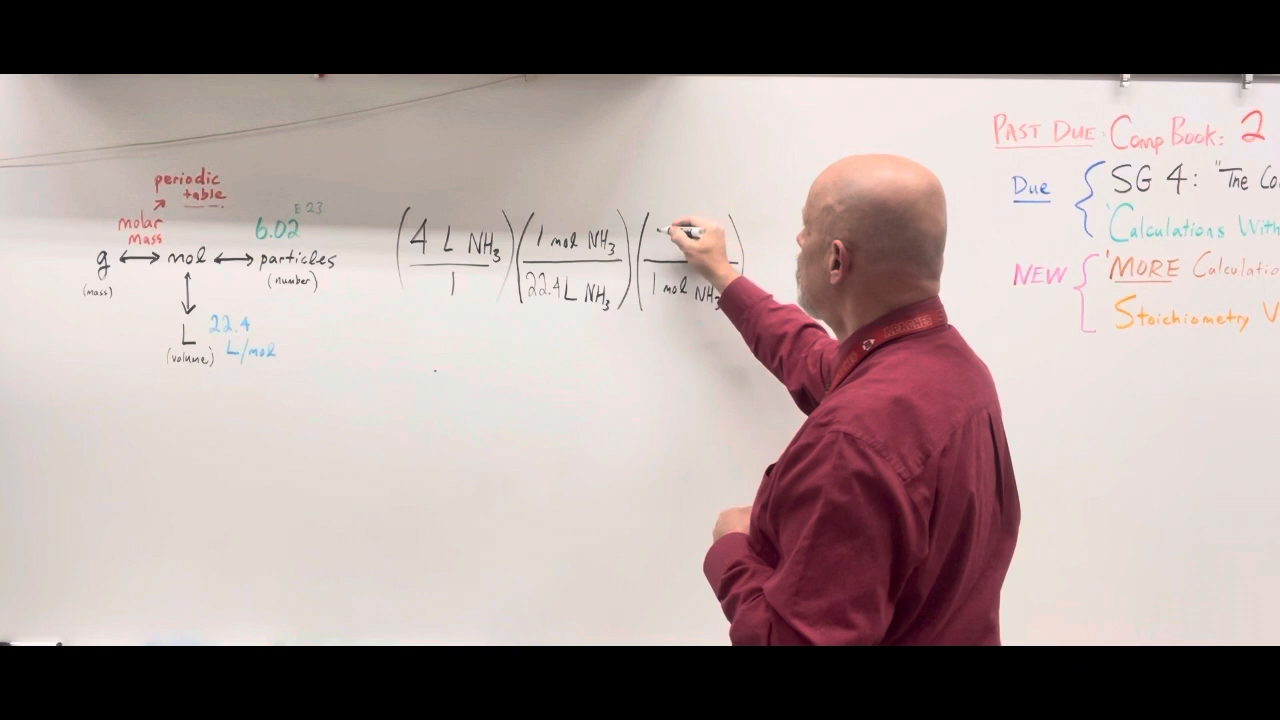 periodic
table
molar
mass
6.02 E 23
g ↔ mol ↔ particles
(mass)
(number)
L 22.4
(volume) L/mol
(4 L NH₃ / 1) (1 mol NH₃ / 22.4 L NH₃) ( / 1 mol NH₃)
PAST DUE: Comp Book: 2
Due { SG 4: "The Co
"Calculations With
NEW { "MORE Calculatio
Stoichiometry V